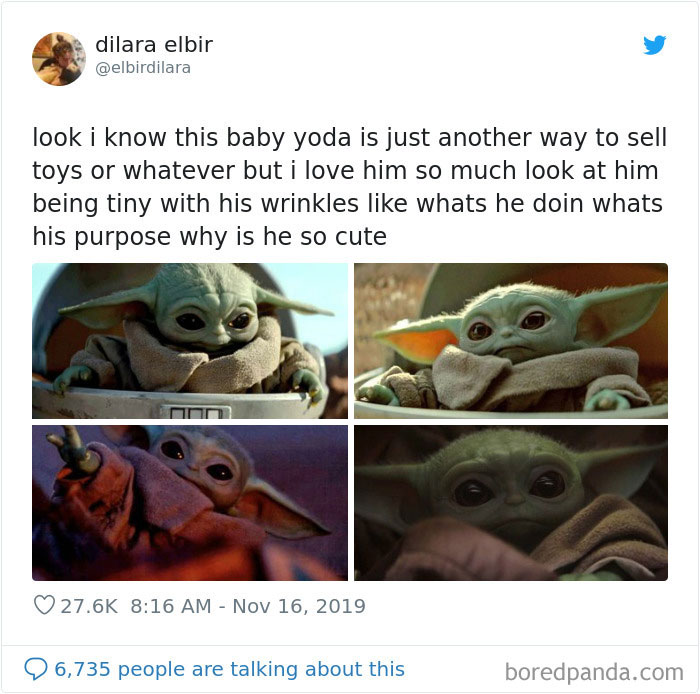 dilara elbir
@elbirdilara
look i know this baby yoda is just another way to sell
toys or whatever but i love him so much look at him
being tiny with his wrinkles like whats he doin whats
his purpose why is he so cute
27.6K 8:16 AM - Nov 16, 2019
6,735 people are talking about this
boredpanda.com